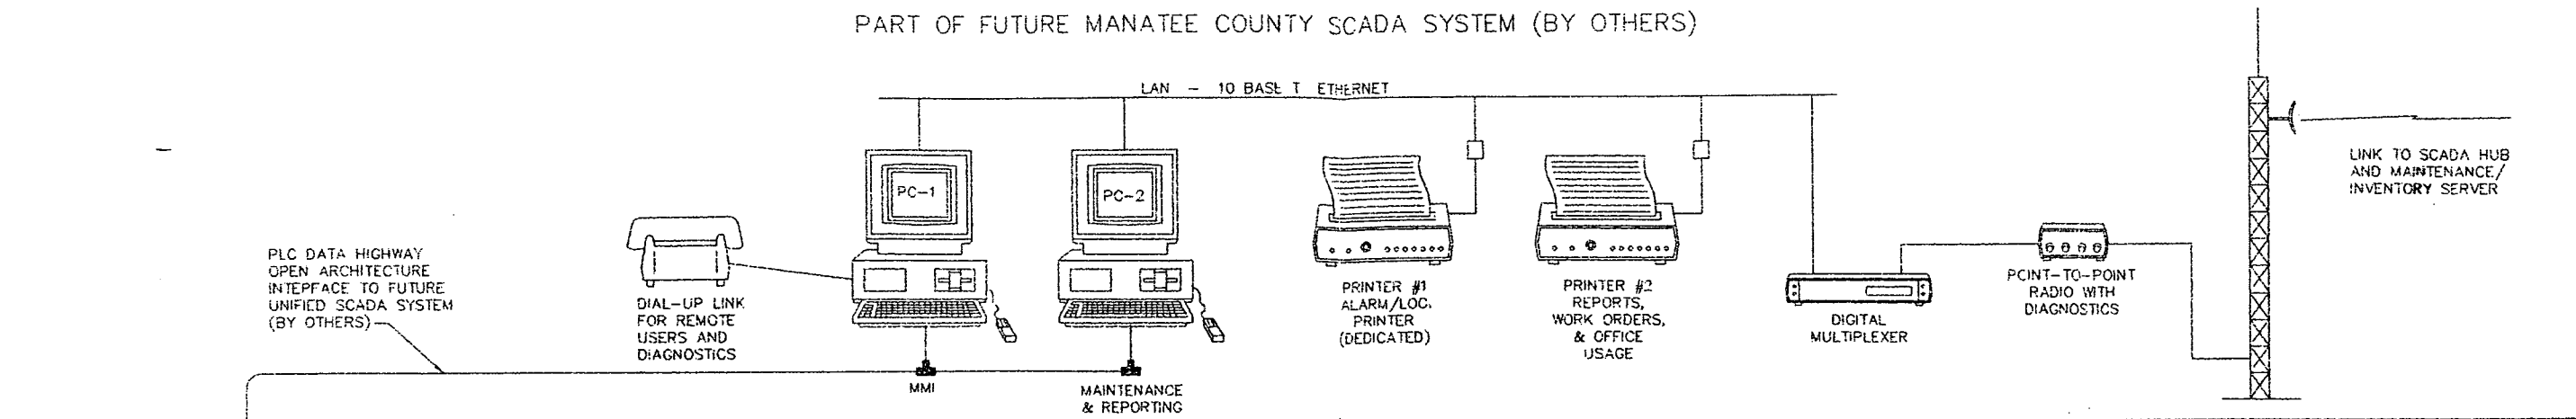 PART OF FUTURE MANATEE COUNTY SCADA SYSTEM (BY OTHERS)
LAN - 10 BASE T ETHERNET
PC-1
PC-2
LINK TO SCADA HUB
AND MAINTENANCE/
INVENTORY SERVER
PLC DATA HIGHWAY
OPEN ARCHITECTURE
INTEPFACE TO FUTURE
UNIFIED SCADA SYSTEM
(BY OTHERS)
DIAL-UP LINK
FOR REMOTE
USERS AND
DIAGNOSTICS
PRINTER #1
ALARM/LOC.
PRINTER
(DEDICATED)
PRINTER #2
REPORTS,
WORK ORDERS,
& OFFICE
USAGE
DIGITAL
MULTIPLEXER
POINT-TO-POINT
RADIO WITH
DIAGNOSTICS
MMI
MAINTENANCE
& REPORTING